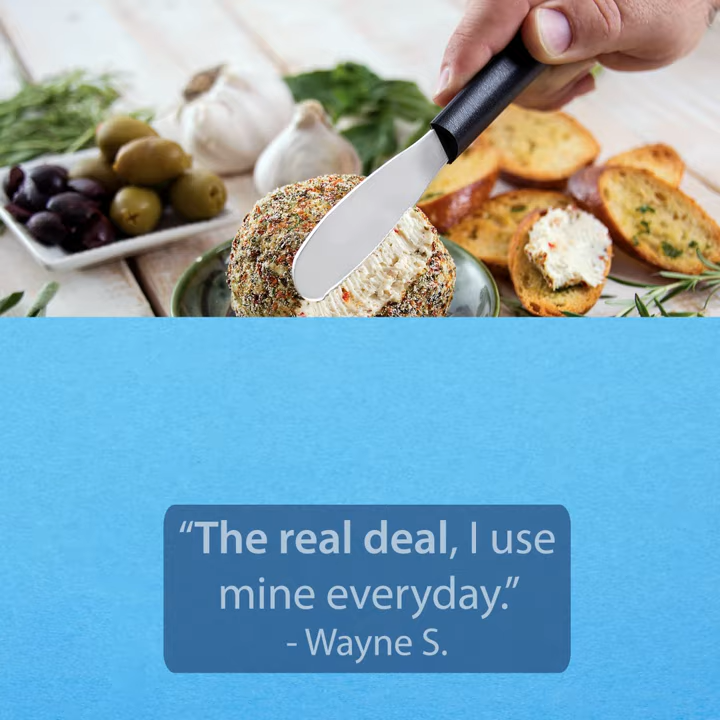 “The real deal, I use
mine everyday.”
- Wayne S.